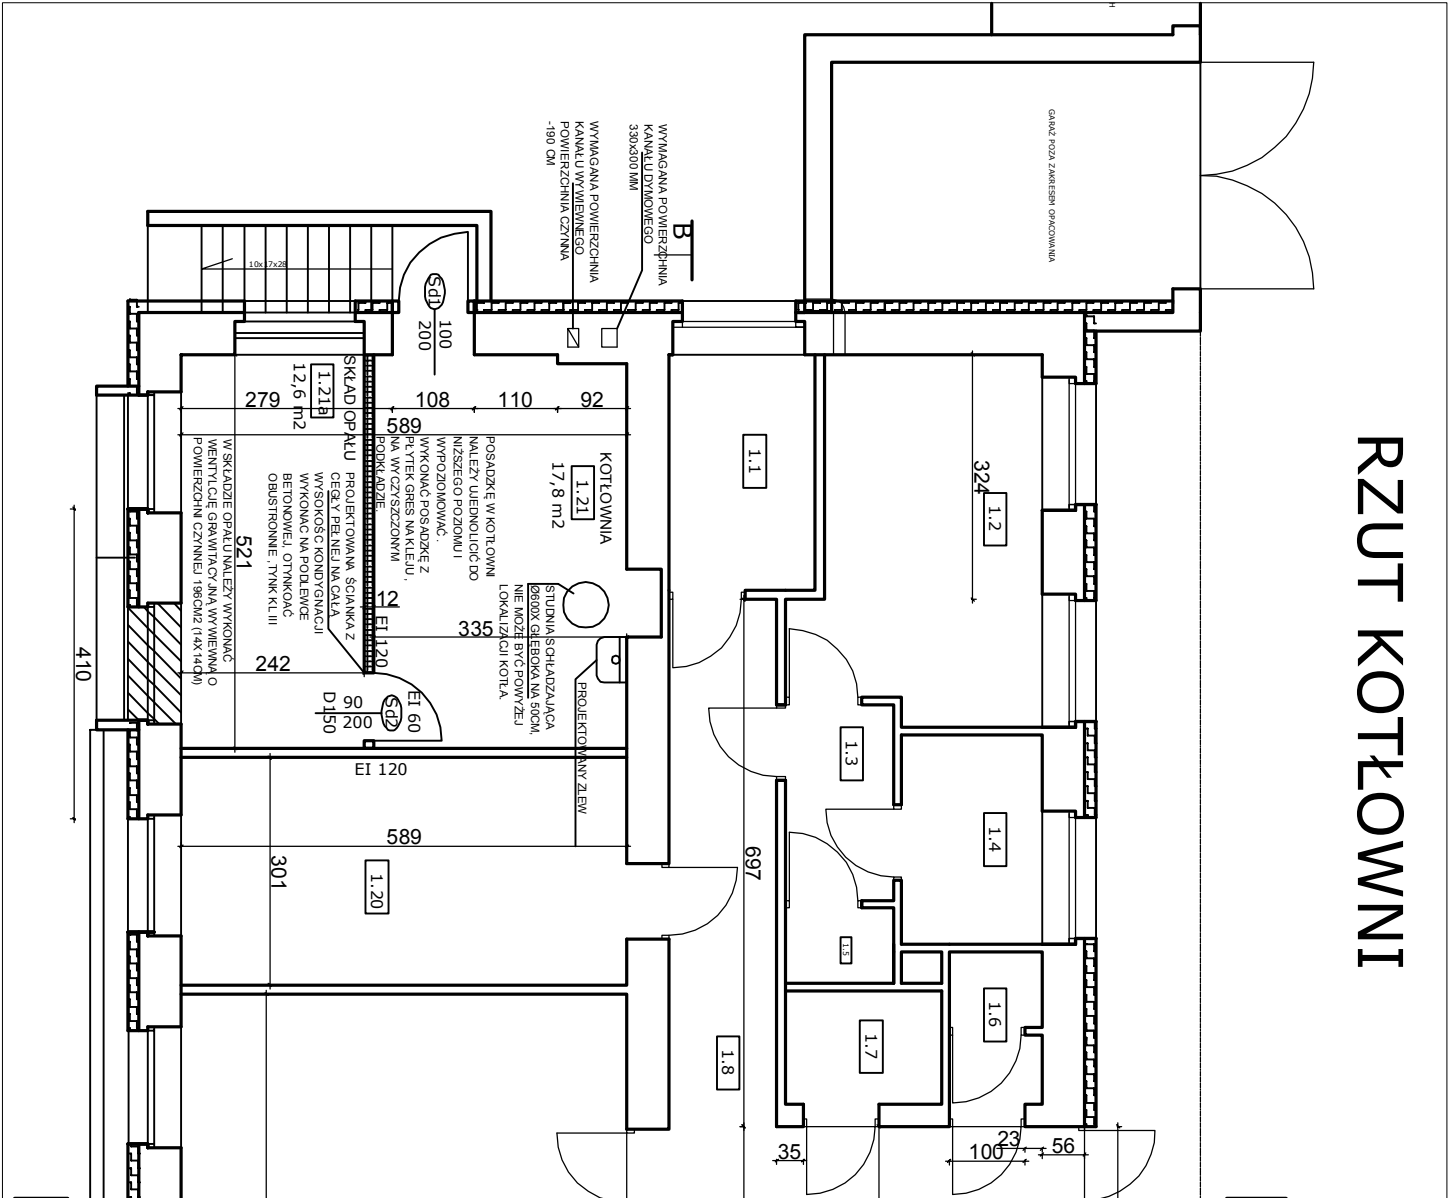 RZUT KOTŁOWNI
GARAŻ POZA ZAKRESEM OPRACOWANIA
WYMAGANA POWIERZCHNIA
KANAŁU DYMOWEGO
330x300 MM
WYMAGANA POWIERZCHNIA
KANAŁU WYWIEWNEGO
POWIERZCHNIA CZYNNA
-190 CM
B
10x17x28
Sd1
100
200
SKŁAD OPAŁU
1.21a
12,6 m2
279
108
110
92
589
KOTŁOWNIA
1.21
17,8 m2
POSADZKĘ W KOTŁOWNI
NALEŻY UJEDNOLICIĆ DO
NIŻSZEGO POZIOMU I
WYPOZIOMOWAĆ.
WYKONAĆ POSADZKĘ Z
PŁYTEK GRES NA KLEJU,
NA WYCZYSZCZONYM
PODKŁADZIE.
PROJEKTOWANA ŚCIANKA Z
CEGŁY PEŁNEJ NA CAŁĄ
WYSOKOŚC KONDYGNACJI
WYKONAC NA PODLEWCE
BETONOWEJ, OTYNKOAĆ
OBUSTRONNIE, TYNK KL III
W SKŁADZIE OPAŁU NALEŻY WYKONAĆ
WENTYLCJĘ GRAWITACYJNĄ WYWIEWNĄ O
POWIERZCHNI CZYNNEJ 196CM2 (14X14CM)
STUDNIA SCHŁADZAJĄCA
Ø600X GŁĘBOKA NA 50CM,
NIE MOŻE BYĆ POWYŻEJ
LOKALIZACJI KOTŁA.
PROJEKTOWANY ZLEW
521
12
EI 120
335
242
410
EI 60
Sd2
90
200
D150
EI 120
589
301
1.20
1.1
324
1.2
1.3
1.4
1.5
1.6
1.7
1.8
697
35
23
100
56